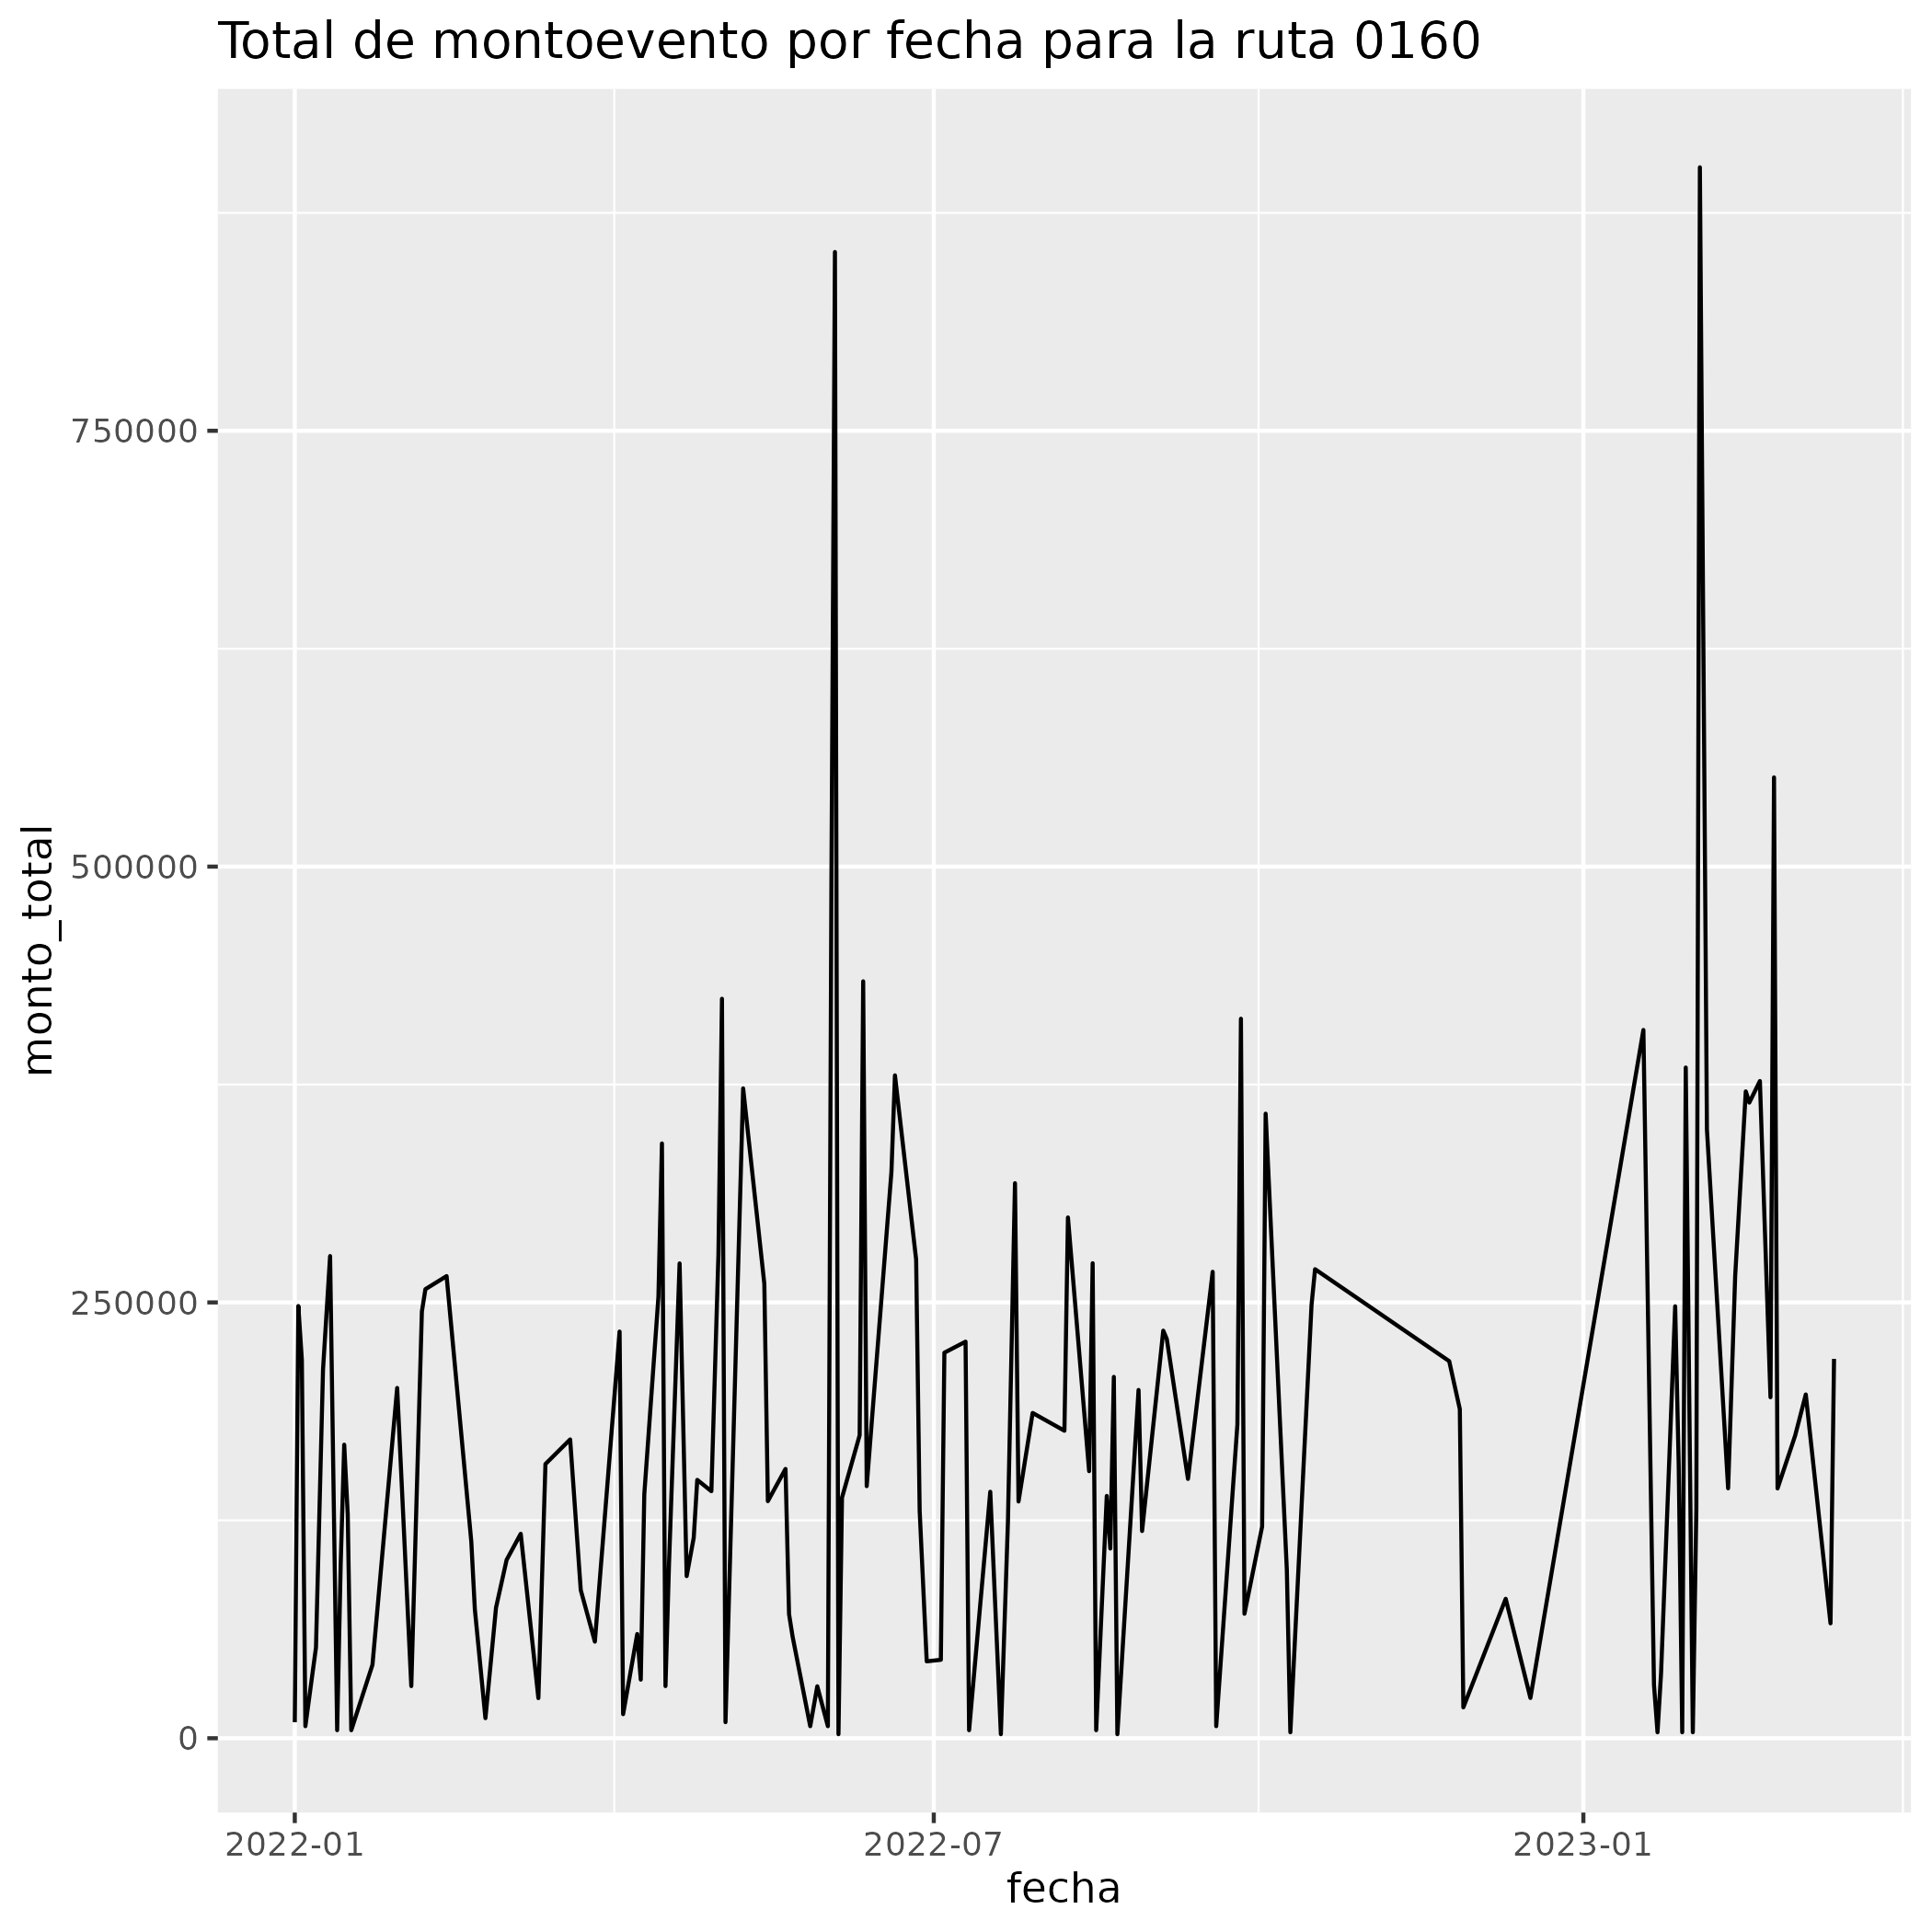 Total de montoevento por fecha para la ruta 0160
monto_total
750000
500000
250000
0
2022-01
2022-07
2023-01
fecha